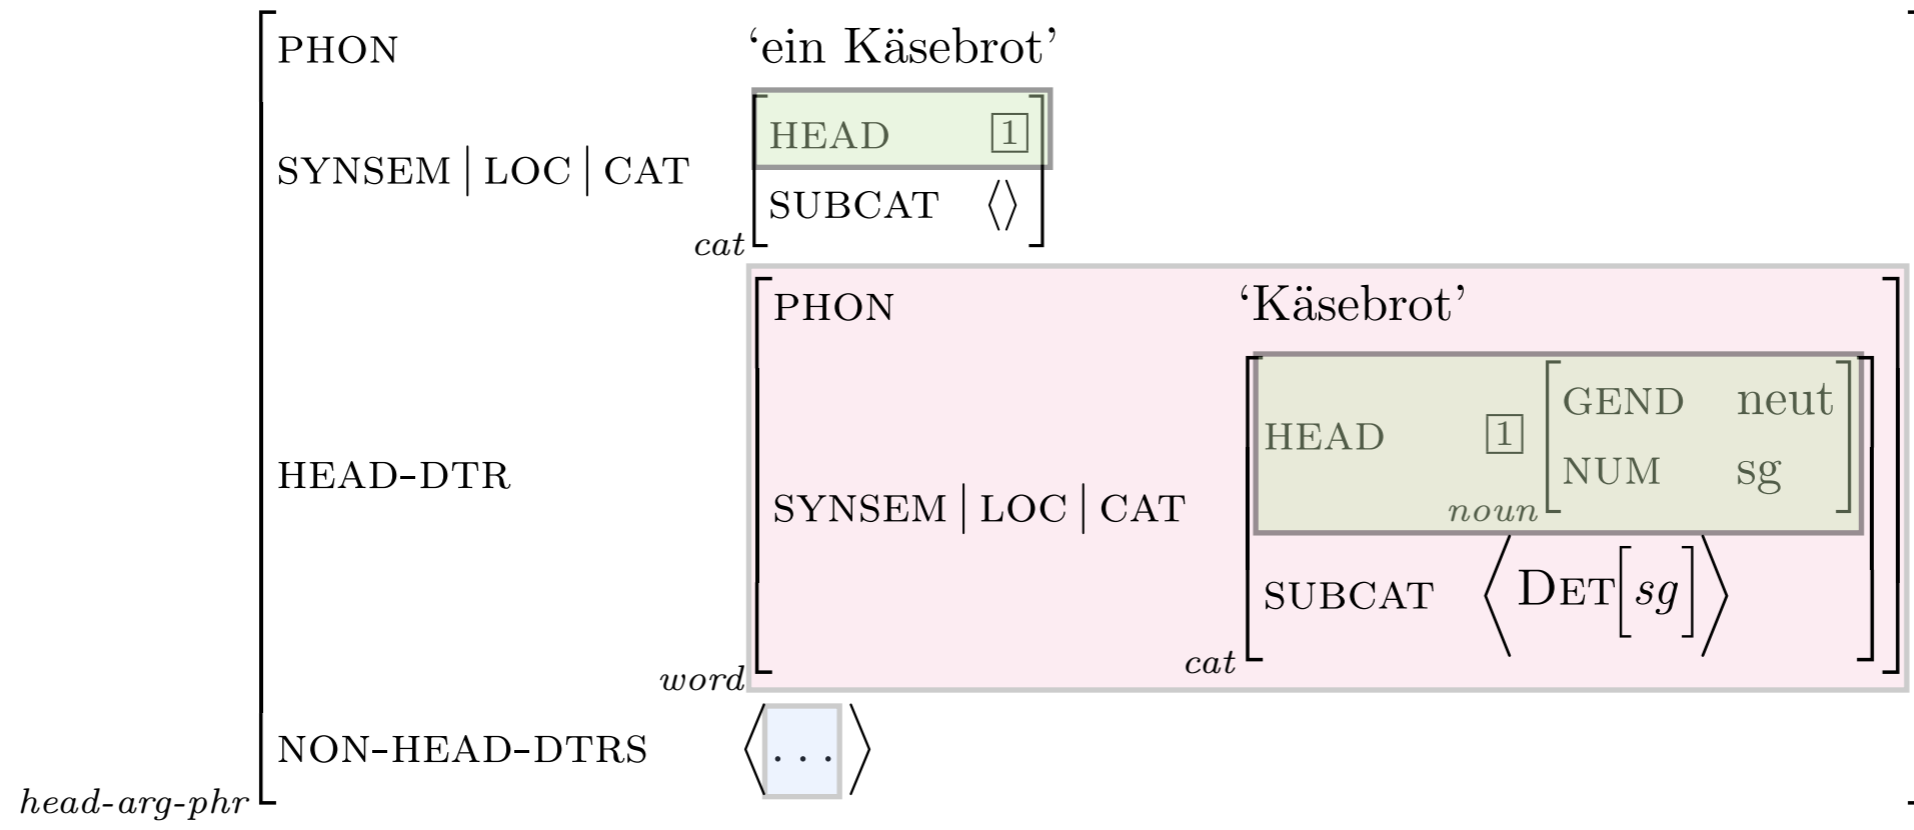 PHON ‘ein Käsebrot’
HEAD 1
SYNSEM | LOC | CAT
SUBCAT ⟨⟩
cat
PHON ‘Käsebrot’
GEND neut
HEAD 1
NUM sg
noun
HEAD-DTR
SYNSEM | LOC | CAT
SUBCAT ⟨DET[sg]⟩
cat
word
NON-HEAD-DTRS ⟨...⟩
head-arg-phr